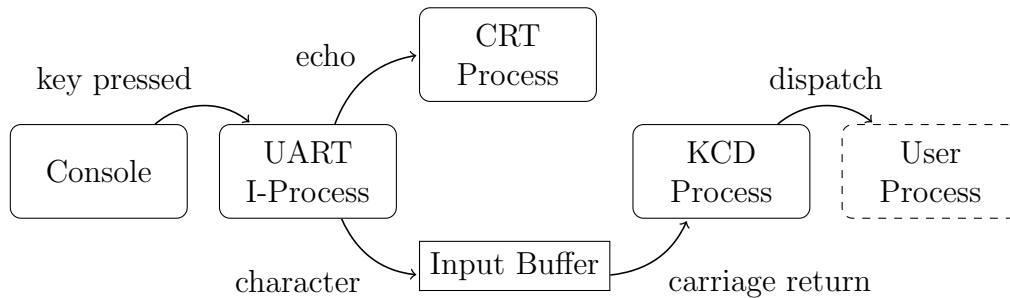 CRT
Process
echo
key pressed
dispatch
Console
UART
I-Process
KCD
Process
User
Process
Input Buffer
character
carriage return